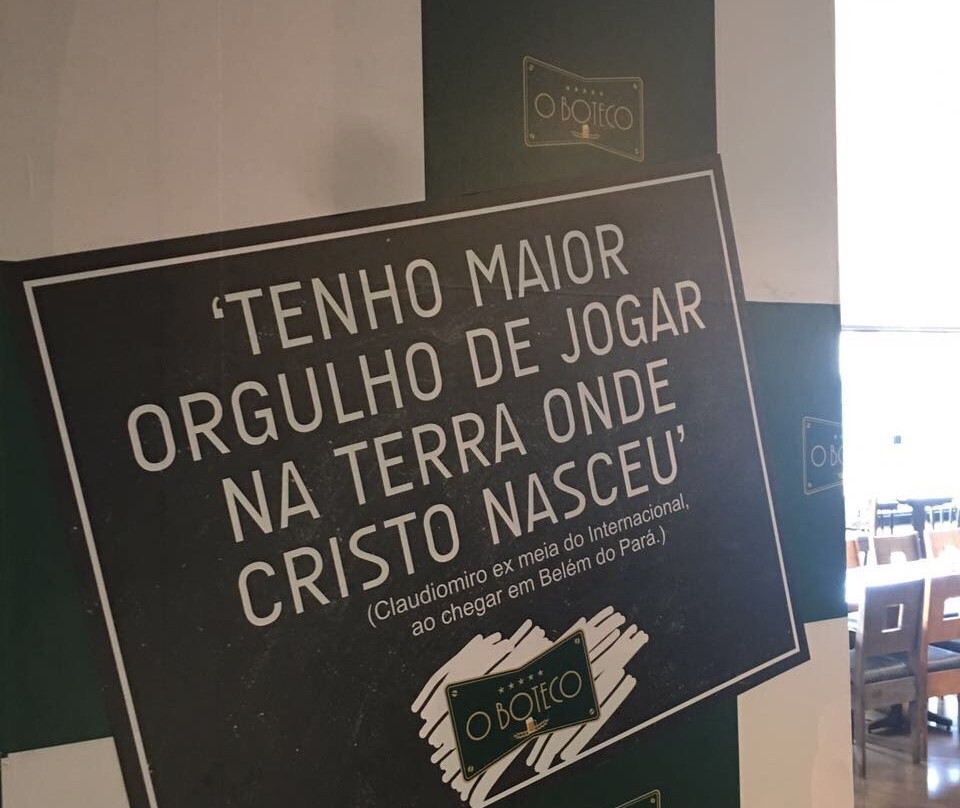 O BOTECO
'TENHO MAIOR
ORGULHO DE JOGAR
NA TERRA ONDE
CRISTO NASCEU'
(Claudiomiro ex meia do Internacional,
ao chegar em Belém do Pará.)
O BO
O BOTECO